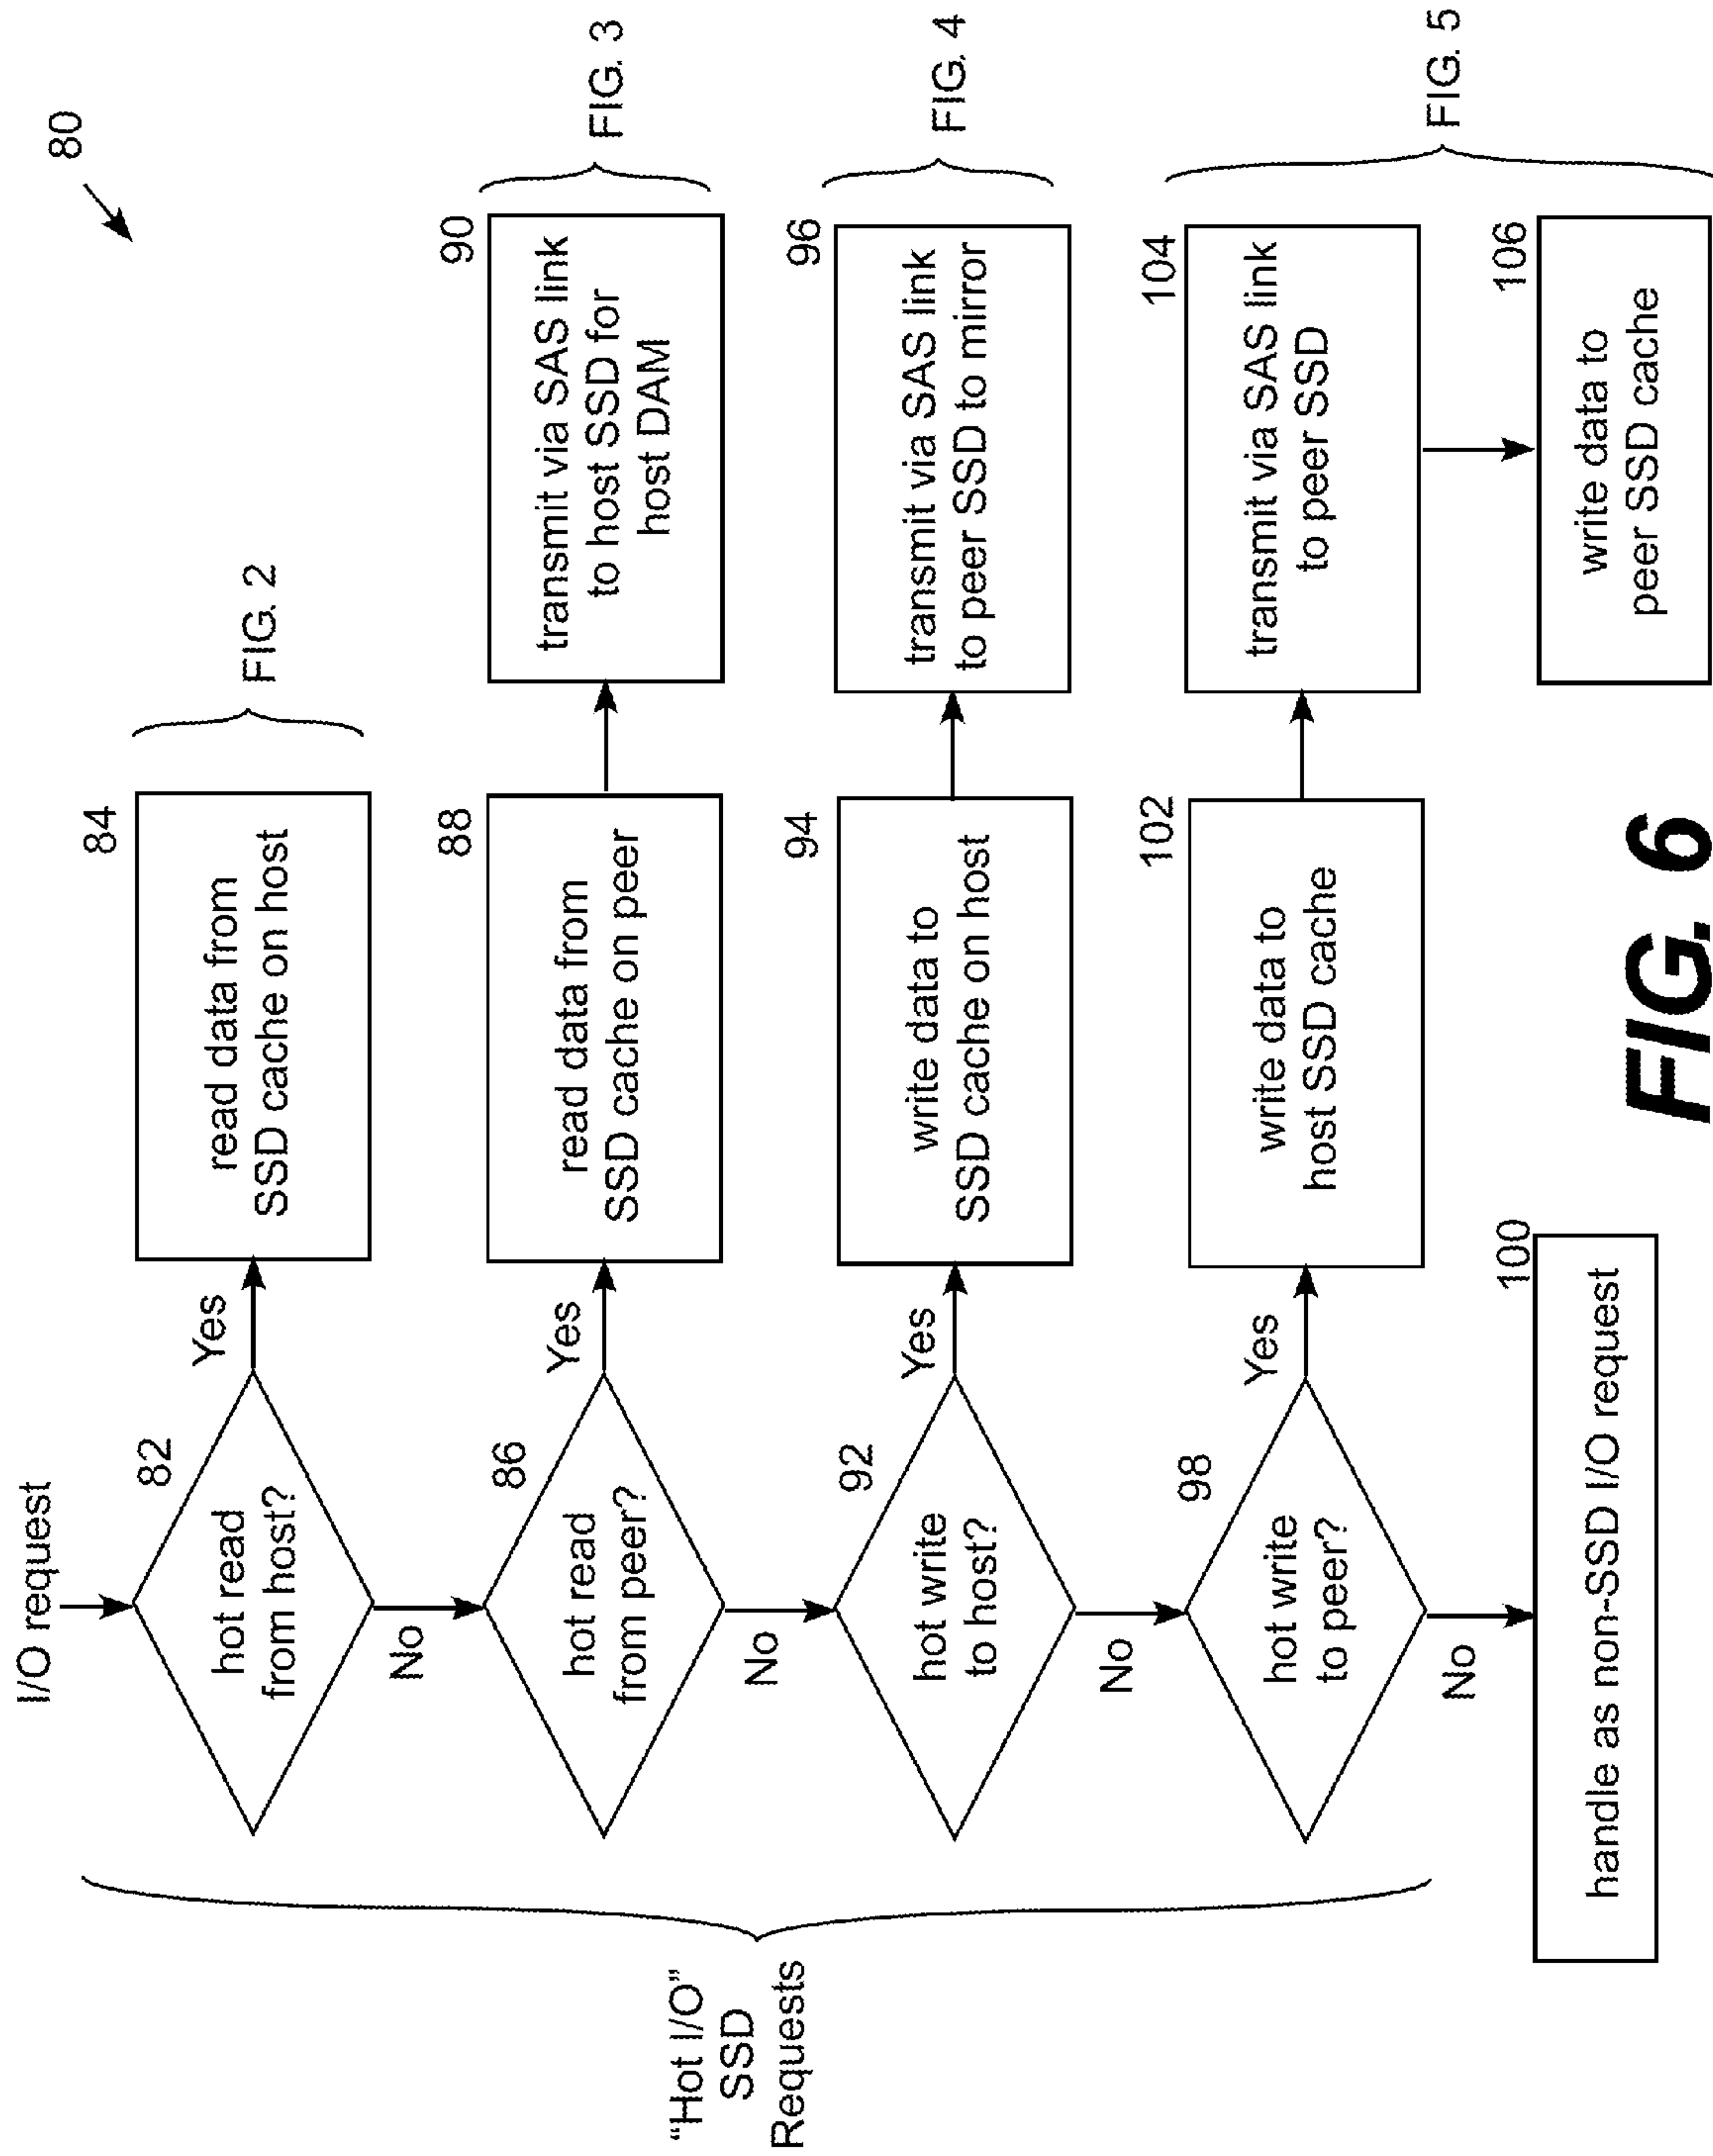 80
I/O request
82
hot read
from host?
Yes
84
read data from
SSD cache on host
FIG. 2
No
86
hot read
from peer?
Yes
88
read data from
SSD cache on peer
90
transmit via SAS link
to host SSD for
host DAM
FIG. 3
No
"Hot I/O"
SSD
Requests
92
hot write
to host?
Yes
94
write data to
SSD cache on host
96
transmit via SAS link
to peer SSD to mirror
FIG. 4
No
98
hot write
to peer?
Yes
102
write data to
host SSD cache
104
transmit via SAS link
to peer SSD
FIG. 5
No
100
handle as non-SSD I/O request
106
write data to
peer SSD cache
FIG. 6